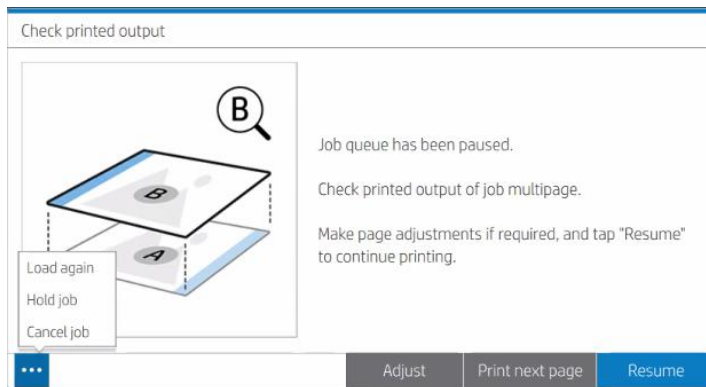 Check printed output
B
B
A
Job queue has been paused.
Check printed output of job multipage.
Make page adjustments if required, and tap "Resume"
to continue printing.
Load again
Hold job
Cancel job
Adjust
Print next page
Resume